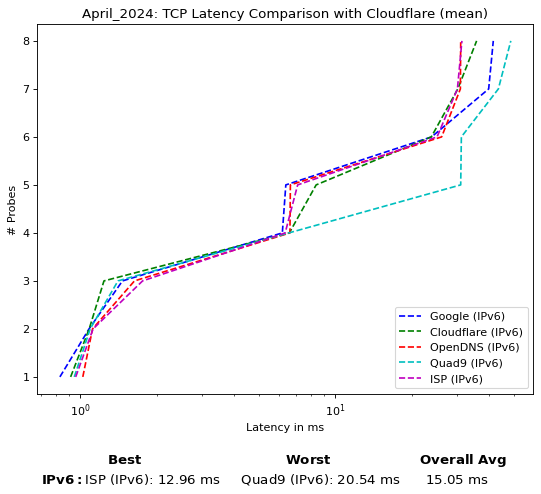 April_2024: TCP Latency Comparison with Cloudflare (mean)
8
7
6
5
4
3
2
1
# Probes
10⁰ 10¹
Latency in ms
Google (IPv6)
Cloudflare (IPv6)
OpenDNS (IPv6)
Quad9 (IPv6)
ISP (IPv6)
Best Worst Overall Avg
IPv6: ISP (IPv6): 12.96 ms Quad9 (IPv6): 20.54 ms 15.05 ms